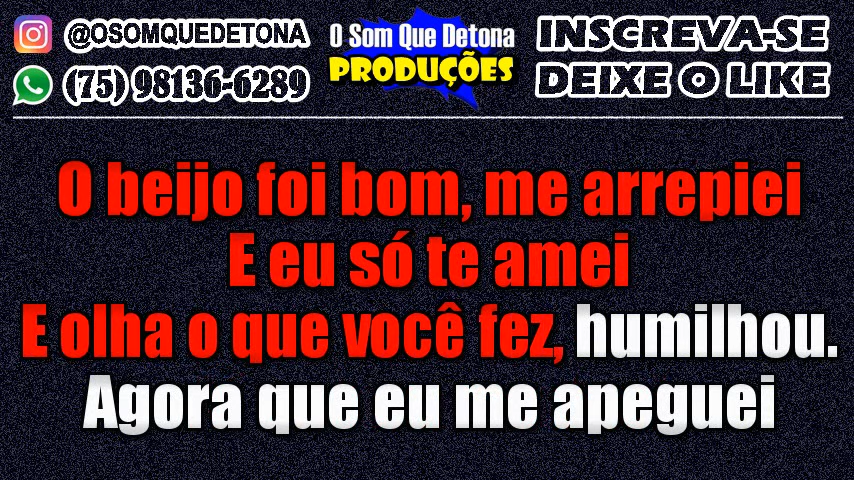 @OSOMQUEDETONA
(75) 98136-6289
O Som Que Detona
PRODUÇÕES
INSCREVA-SE
DEIXE O LIKE
O beijo foi bom, me arrepiei
E eu só te amei
E olha o que você fez, humilhou.
Agora que eu me apeguei